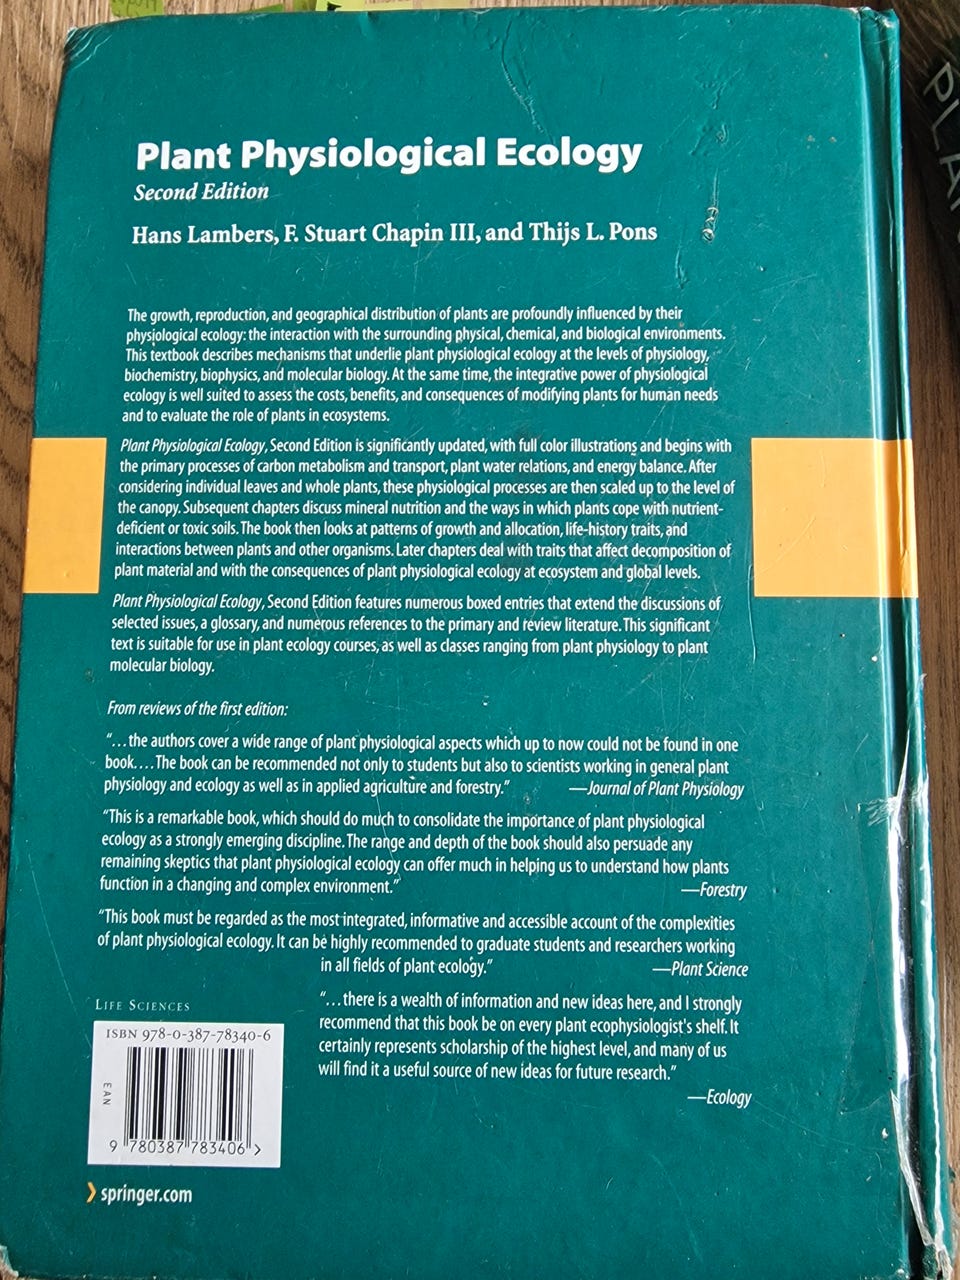 Plant Physiological Ecology
Second Edition
Hans Lambers, F. Stuart Chapin III, and Thijs L. Pons
The growth, reproduction, and geographical distribution of plants are profoundly influenced by their
physiological ecology: the interaction with the surrounding physical, chemical, and biological environments.
This textbook describes mechanisms that underlie plant physiological ecology at the levels of physiology,
biochemistry, biophysics, and molecular biology. At the same time, the integrative power of physiological
ecology is well suited to assess the costs, benefits, and consequences of modifying plants for human needs
and to evaluate the role of plants in ecosystems.
Plant Physiological Ecology, Second Edition is significantly updated, with full color illustrations and begins with
the primary processes of carbon metabolism and transport, plant water relations, and energy balance. After
considering individual leaves and whole plants, these physiological processes are then scaled up to the level of
the canopy. Subsequent chapters discuss mineral nutrition and the ways in which plants cope with nutrient-
deficient or toxic soils. The book then looks at patterns of growth and allocation, life-history traits, and
interactions between plants and other organisms. Later chapters deal with traits that affect decomposition of
plant material and with the consequences of plant physiological ecology at ecosystem and global levels.
Plant Physiological Ecology, Second Edition features numerous boxed entries that extend the discussions of
selected issues, a glossary, and numerous references to the primary and review literature. This significant
text is suitable for use in plant ecology courses, as well as classes ranging from plant physiology to plant
molecular biology.
From reviews of the first edition:
"...the authors cover a wide range of plant physiological aspects which up to now could not be found in one
book....The book can be recommended not only to students but also to scientists working in general plant
physiology and ecology as well as in applied agriculture and forestry." —Journal of Plant Physiology
"This is a remarkable book, which should do much to consolidate the importance of plant physiological
ecology as a strongly emerging discipline. The range and depth of the book should also persuade any
remaining skeptics that plant physiological ecology can offer much in helping us to understand how plants
function in a changing and complex environment." —Forestry
"This book must be regarded as the most integrated, informative and accessible account of the complexities
of plant physiological ecology. It can be highly recommended to graduate students and researchers working
in all fields of plant ecology." —Plant Science
"...there is a wealth of information and new ideas here, and I strongly
recommend that this book be on every plant ecophysiologist's shelf. It
certainly represents scholarship of the highest level, and many of us
will find it a useful source of new ideas for future research."
—Ecology
LIFE SCIENCES
ISBN 978-0-387-78340-6
EAN
9 780387 783406 >
springer.com